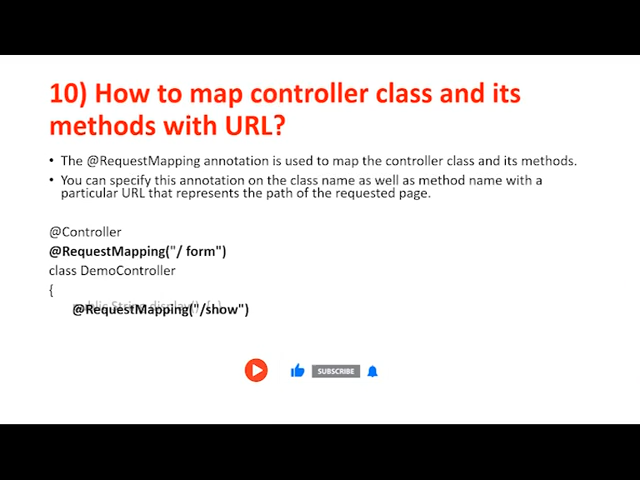 10) How to map controller class and its
methods with URL?
• The @RequestMapping annotation is used to map the controller class and its methods.
• You can specify this annotation on the class name as well as method name with a
particular URL that represents the path of the requested page.
@Controller
@RequestMapping("/ form")
class DemoController
{
public String display()
@RequestMapping("/show")
SUBSCRIBE